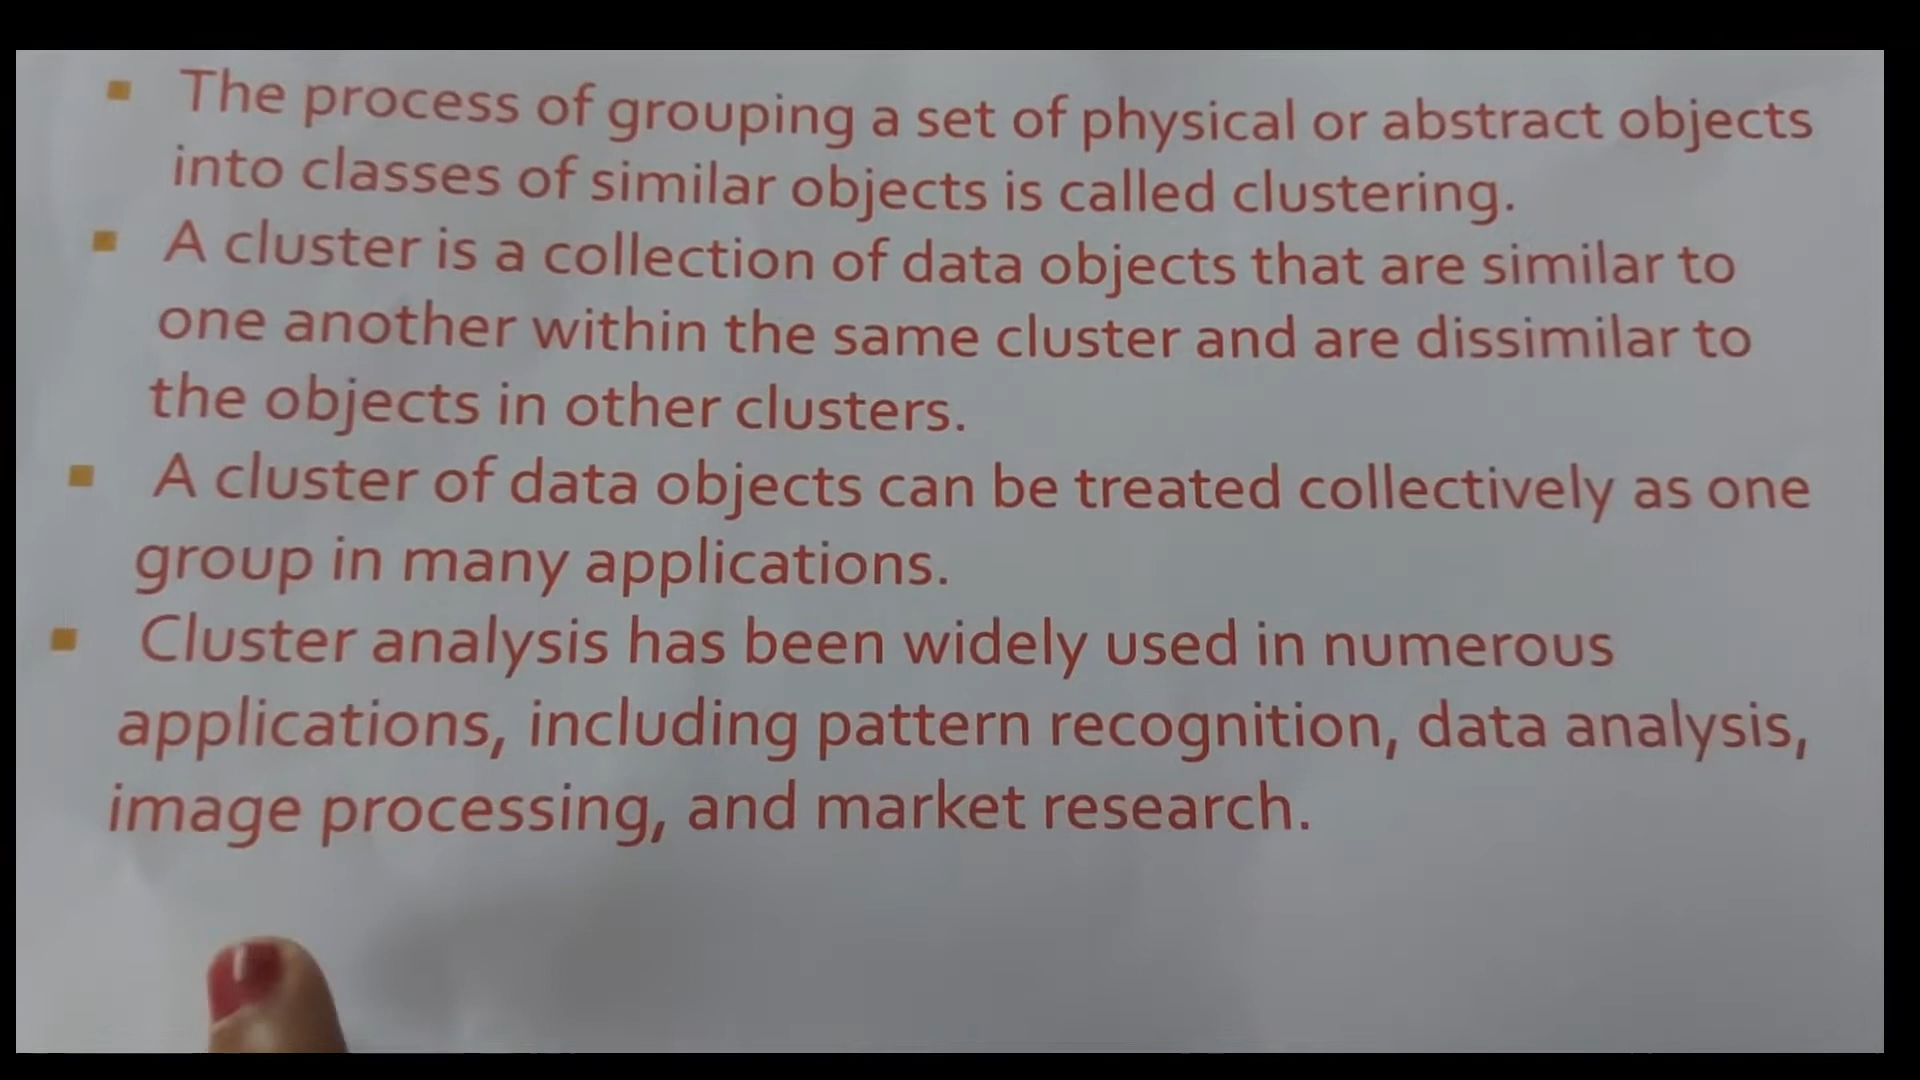 ▪ The process of grouping a set of physical or abstract objects
into classes of similar objects is called clustering.
▪ A cluster is a collection of data objects that are similar to
one another within the same cluster and are dissimilar to
the objects in other clusters.
▪ A cluster of data objects can be treated collectively as one
group in many applications.
▪ Cluster analysis has been widely used in numerous
applications, including pattern recognition, data analysis,
image processing, and market research.